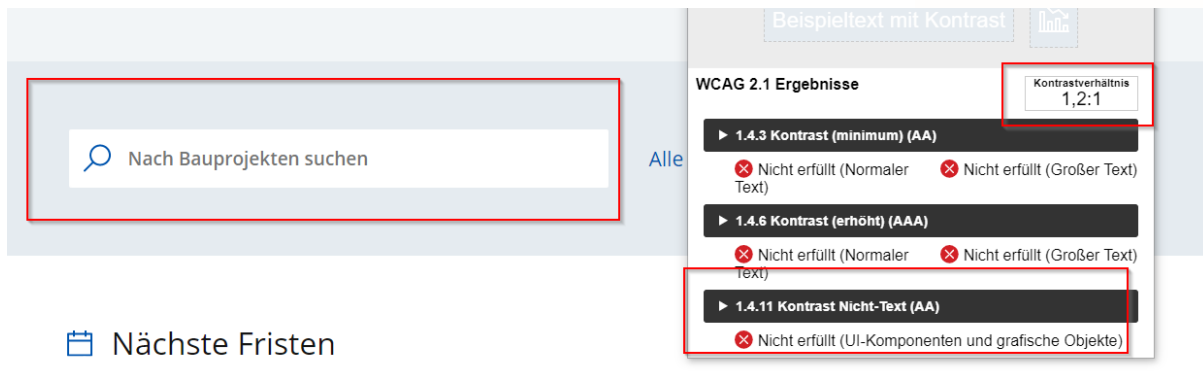 Beispieltext mit Kontrast
WCAG 2.1 Ergebnisse
Kontrastverhältnis
1,2:1
1.4.3 Kontrast (minimum) (AA)
Nach Bauprojekten suchen
Alle
Nicht erfüllt (Normaler Text)
Nicht erfüllt (Großer Text)
1.4.6 Kontrast (erhöht) (AAA)
Nicht erfüllt (Normaler Text)
Nicht erfüllt (Großer Text)
1.4.11 Kontrast Nicht-Text (AA)
Nicht erfüllt (UI-Komponenten und grafische Objekte)
Nächste Fristen